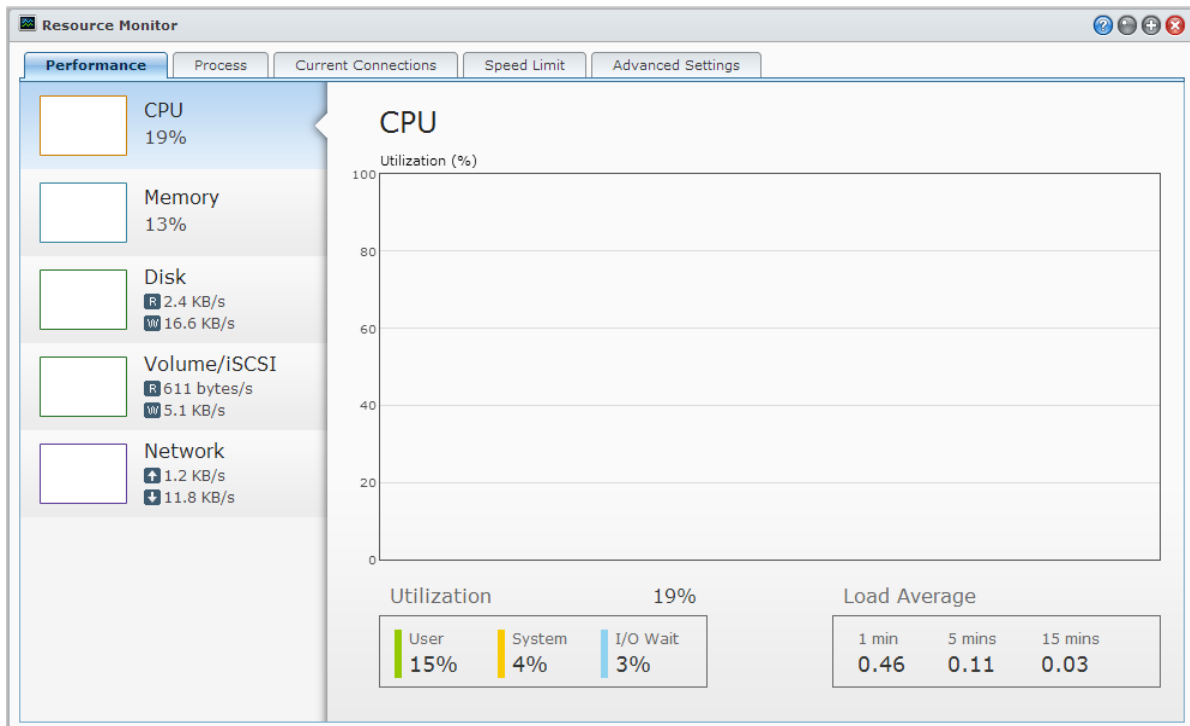 Resource Monitor
Performance Process Current Connections Speed Limit Advanced Settings
CPU
19%
Memory
13%
Disk
R 2.4 KB/s
W 16.6 KB/s
Volume/iSCSI
R 611 bytes/s
W 5.1 KB/s
Network
1.2 KB/s
11.8 KB/s
CPU
Utilization (%)
100
80
60
40
20
0
Utilization 19%
User System I/O Wait
15% 4% 3%
Load Average
1 min 5 mins 15 mins
0.46 0.11 0.03